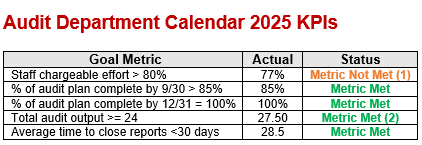 Audit Department Calendar 2025 KPIs
Goal Metric Actual Status
Staff chargeable effort > 80% 77% Metric Not Met (1)
% of audit plan complete by 9/30 > 85% 85% Metric Met
% of audit plan complete by 12/31 = 100% 100% Metric Met
Total audit output >= 24 27.50 Metric Met (2)
Average time to close reports <30 days 28.5 Metric Met